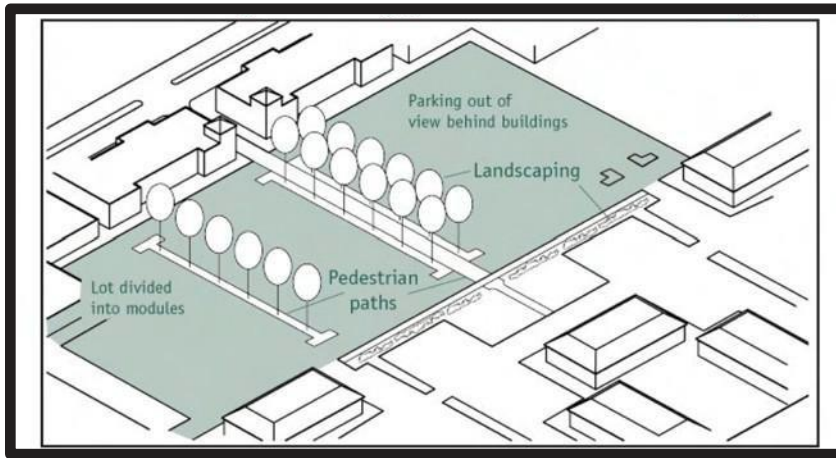 Parking out of
view behind buildings
Landscaping
Pedestrian
paths
Lot divided
into modules